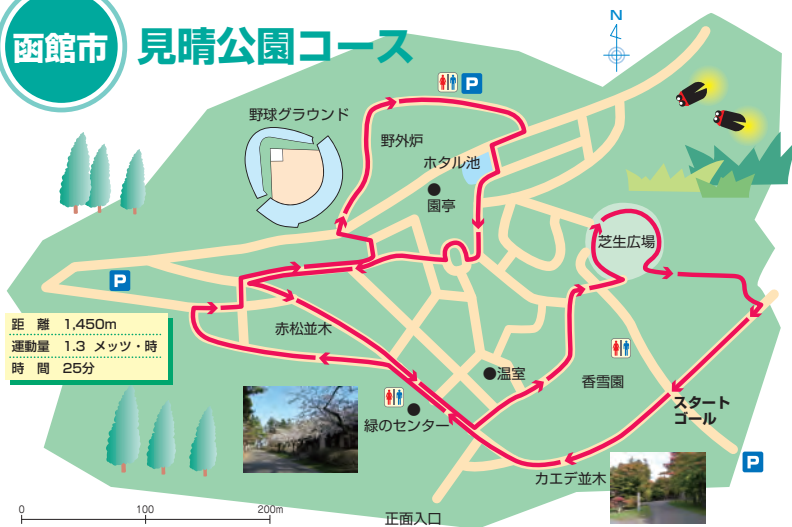 函館市
見晴公園コース
N
P
野球グラウンド
野外炉
ホタル池
園亭
芝生広場
P
距 離 1,450m
運動量 1.3 メッツ・時
時 間 25分
赤松並木
温室
香雪園
スタート
ゴール
緑のセンター
カエデ並木
P
0 100 200m
正面入口